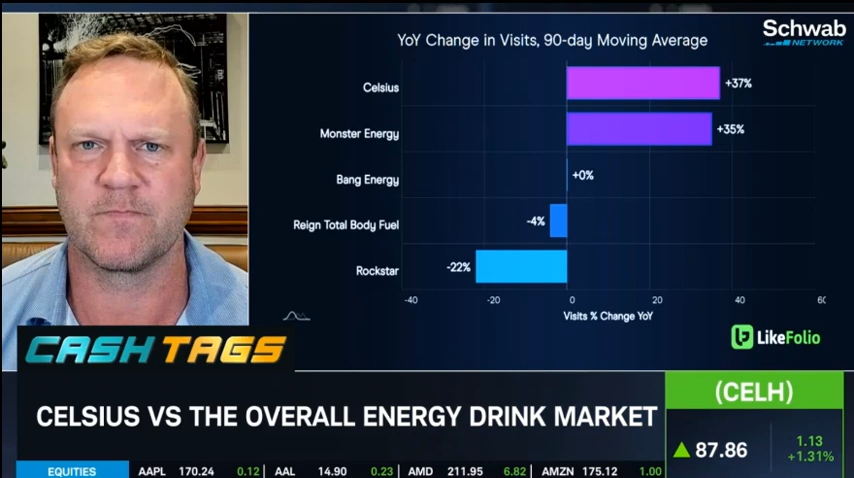 Schwab
NETWORK
YoY Change in Visits, 90-day Moving Average
Celsius
+37%
Monster Energy
+35%
Bang Energy
+0%
Reign Total Body Fuel
-4%
Rockstar
-22%
-40 -20 0 20 40 60
Visits % Change YoY
LikeFolio
CASH TAGS
CELSIUS VS THE OVERALL ENERGY DRINK MARKET
(CELH)
▲ 87.86
1.13
+1.31%
EQUITIES AAPL 170.24 0.12 | AAL 14.90 0.23 | AMD 211.95 6.82 | AMZN 175.12 1.00